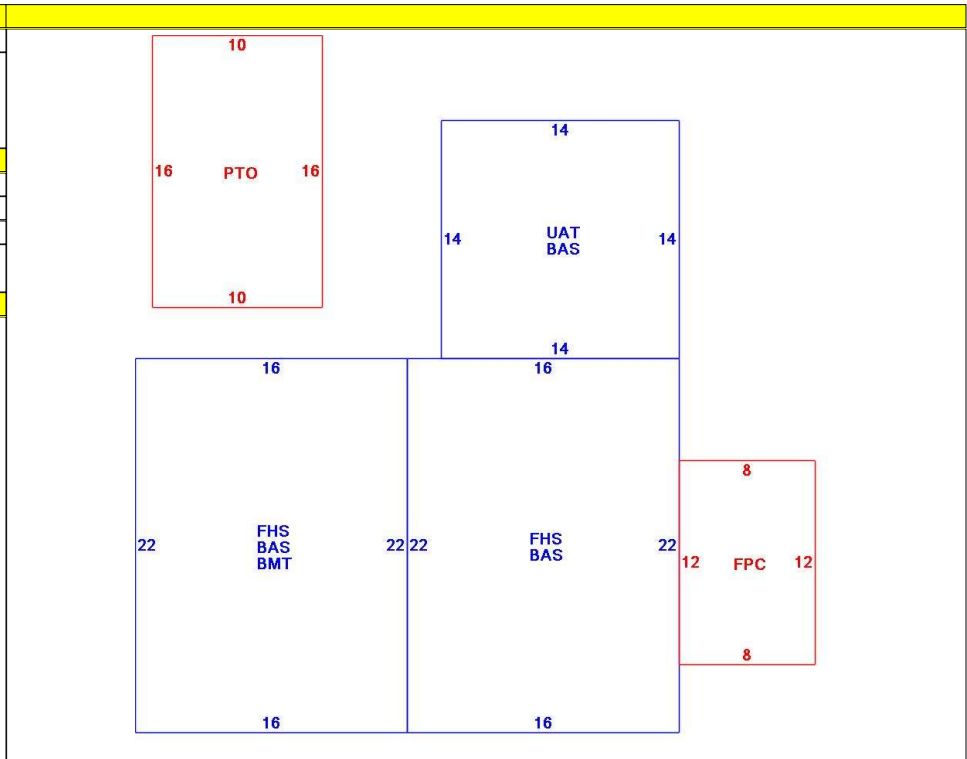 10
16 PTO 16
10
14
14 UAT 14
BAS
14
16
16
22 FHS 22
BAS
BMT
22 FHS 22
BAS
16
16
8
12 FPC 12
8